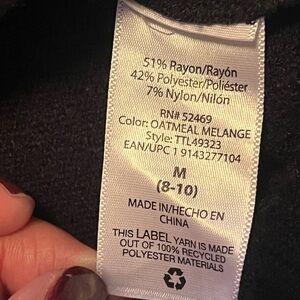 51% Rayon/Rayón
42% Polyester/Poliéster
7% Nylon/Nilón
RN# 52469
Color: OATMEAL MELANGE
Style: TTL49323
EAN/UPC 1 9143277104
M
(8-10)
MADE IN/HECHO EN
CHINA
THIS LABEL YARN IS MADE
OUT OF 100% RECYCLED
POLYESTER MATERIALS